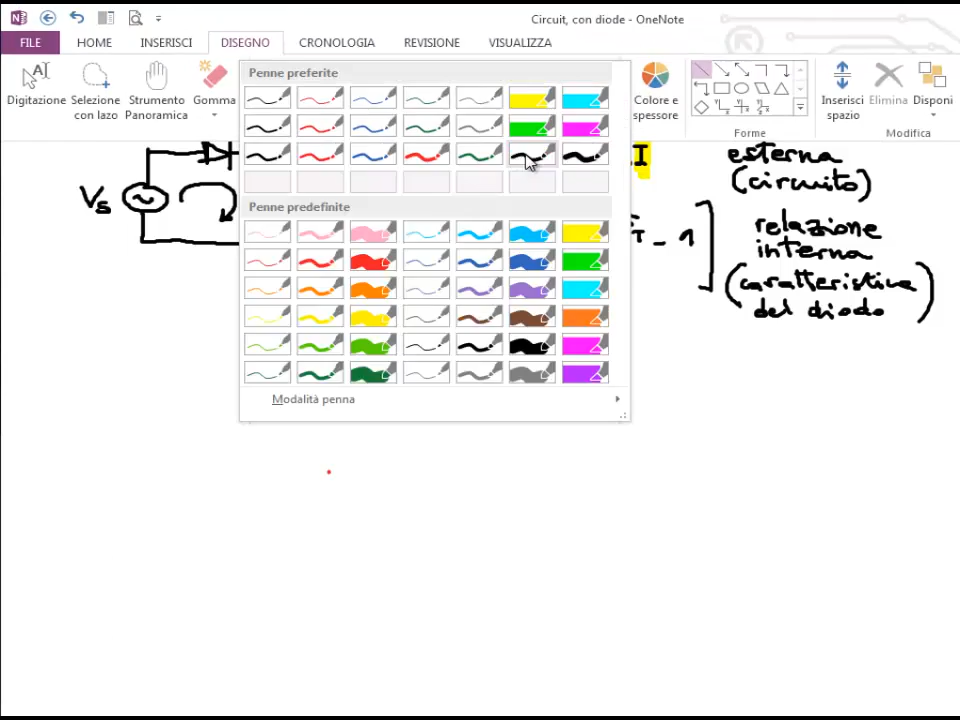 Circuit, con diode - OneNote
FILE
HOME
INSERISCI
DISEGNO
CRONOLOGIA
REVISIONE
VISUALIZZA
Digitazione
Selezione
con lazo
Strumento
Panoramica
Gomma
Penne preferite
Penne predefinite
Modalità penna
Colore e
spessore
Forme
Inserisci
spazio
Elimina
Disponi
Modifica
Vs
I
esterna
(circuito)
T - 1
relazione
interna
(caratteristica
del diodo)